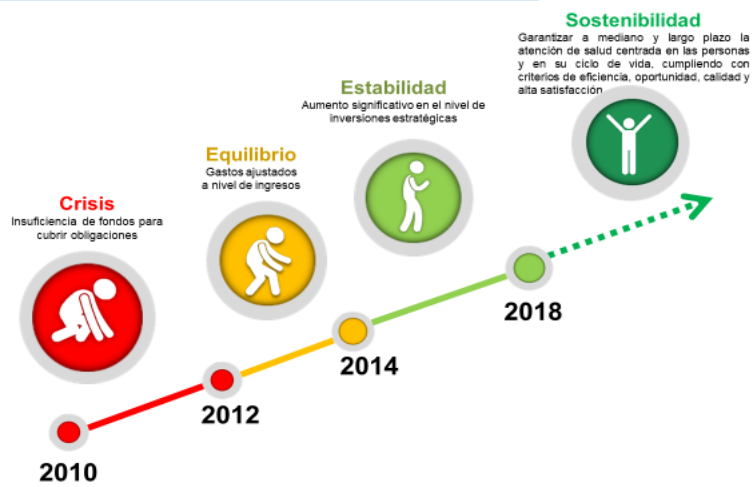 Sostenibilidad
Garantizar a mediano y largo plazo la
atención de salud centrada en las personas
y en su ciclo de vida, cumpliendo con
criterios de eficiencia, oportunidad, calidad y
alta satisfacción
Estabilidad
Aumento significativo en el nivel de
inversiones estratégicas
Equilibrio
Gastos ajustados
a nivel de ingresos
Crisis
Insuficiencia de fondos para
cubrir obligaciones
2018
2014
2012
2010